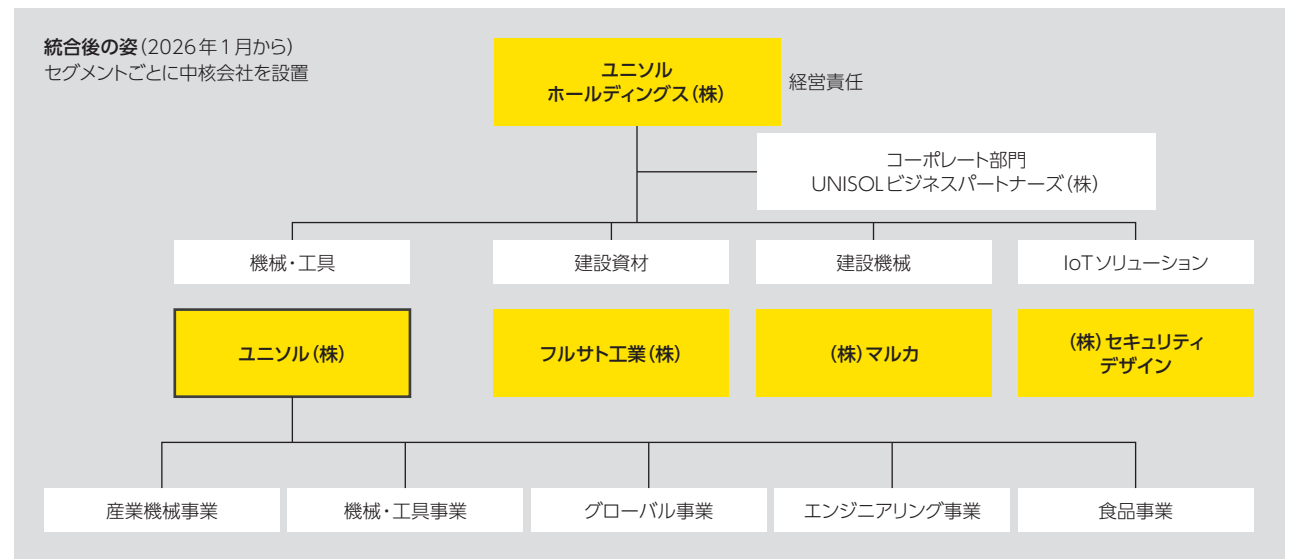 統合後の姿(2026年1月から)
セグメントごとに中核会社を設置
ユニソル
ホールディングス(株)
経営責任
コーポレート部門
UNISOLビジネスパートナーズ(株)
機械・工具
建設資材
建設機械
IoTソリューション
ユニソル(株)
フルサト工業(株)
(株)マルカ
(株)セキュリティ
デザイン
産業機械事業
機械・工具事業
グローバル事業
エンジニアリング事業
食品事業